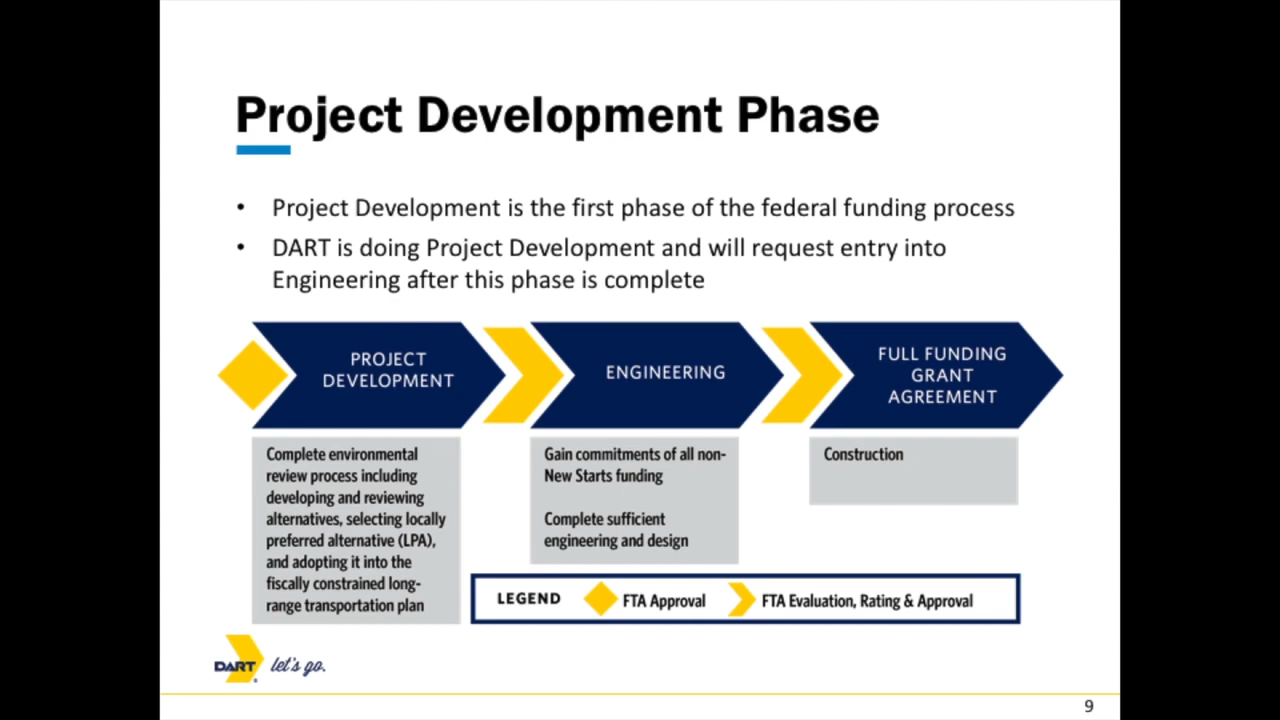 Project Development Phase
• Project Development is the first phase of the federal funding process
• DART is doing Project Development and will request entry into
Engineering after this phase is complete
PROJECT
DEVELOPMENT
ENGINEERING
FULL FUNDING
GRANT
AGREEMENT
Complete environmental
review process including
developing and reviewing
alternatives, selecting locally
preferred alternative (LPA),
and adopting it into the
fiscally constrained long-
range transportation plan
Gain commitments of all non-
New Starts funding
Complete sufficient
engineering and design
Construction
LEGEND
FTA Approval
FTA Evaluation, Rating & Approval
DART let's go.
9